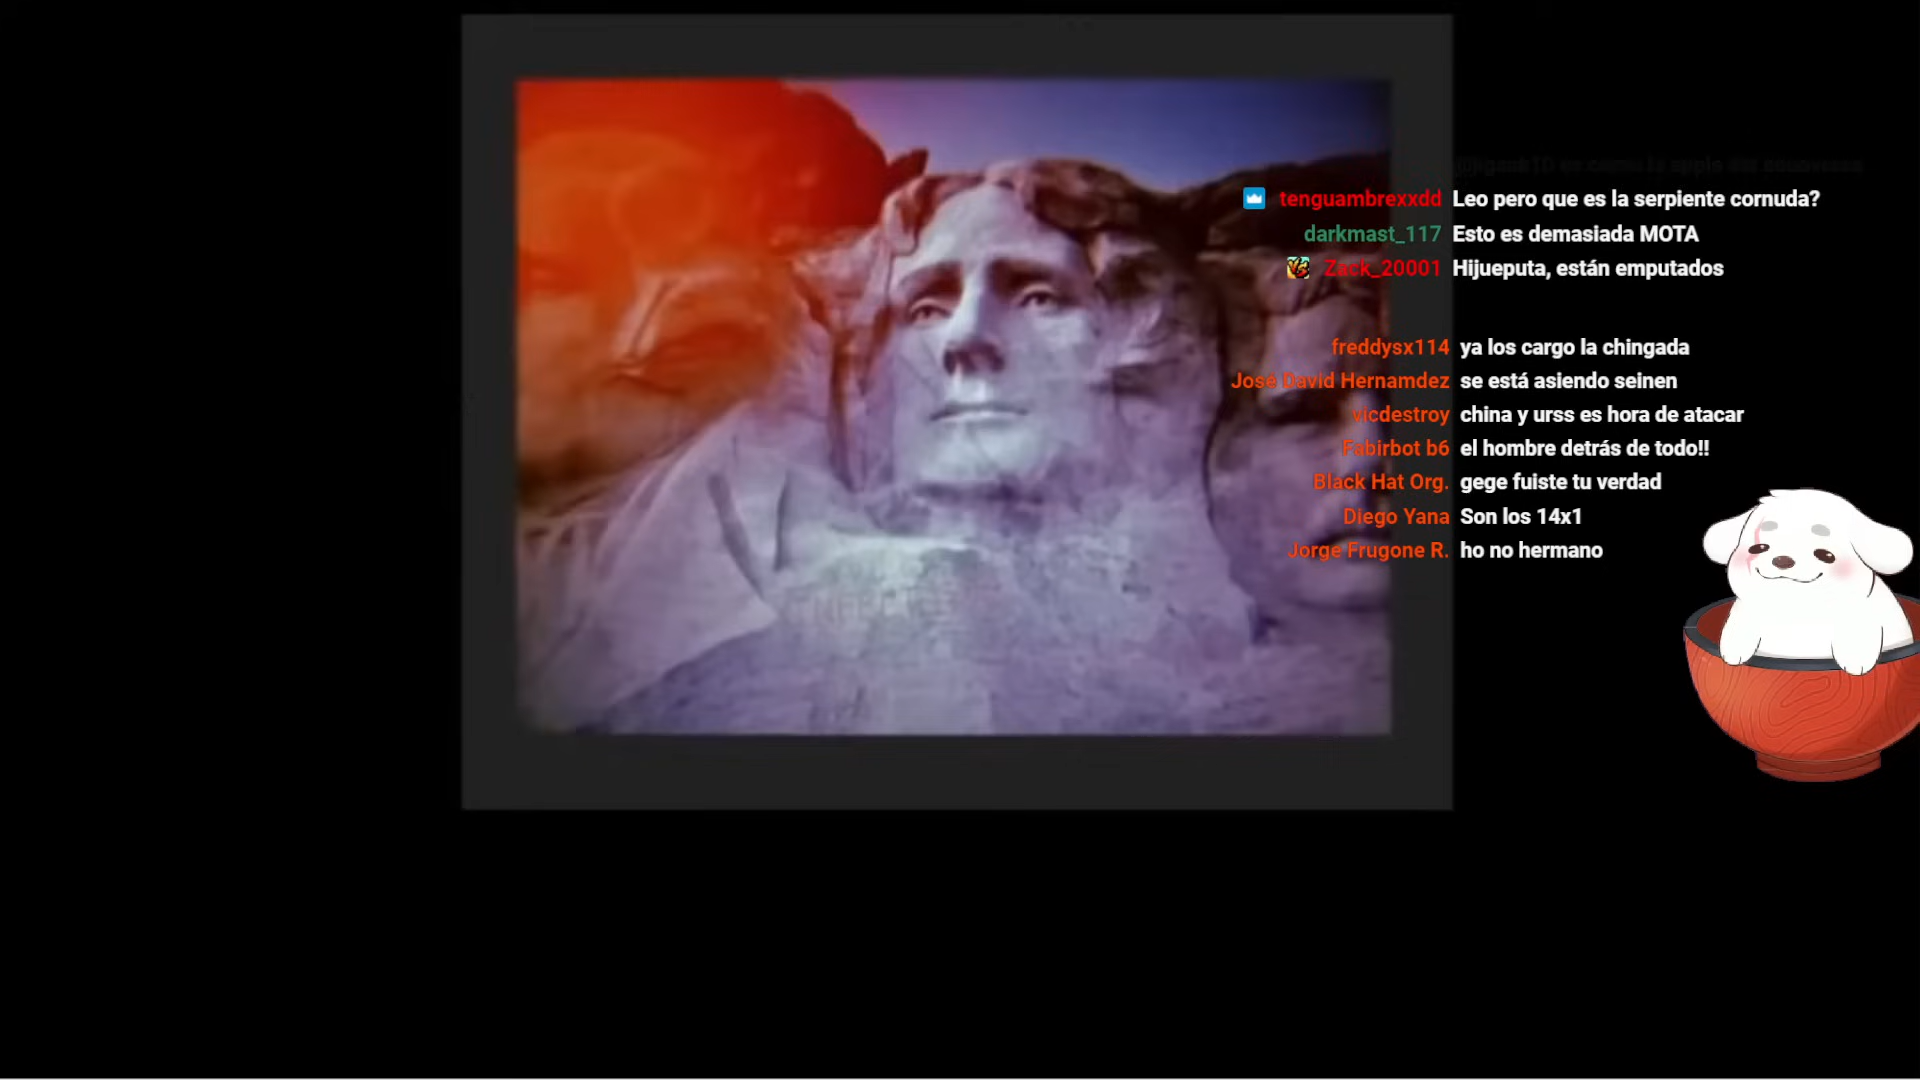 tenguambrexxdd Leo pero que es la serpiente cornuda?
darkmast_117 Esto es demasiada MOTA
Zack_20001 Hijueputa, están emputados
freddysx114 ya los cargo la chingada
José David Hernamdez se está asiendo seinen
vicdestroy china y urss es hora de atacar
Fabirbot b6 el hombre detrás de todo!!
Black Hat Org. gege fuiste tu verdad
Diego Yana Son los 14x1
Jorge Frugone R. ho no hermano